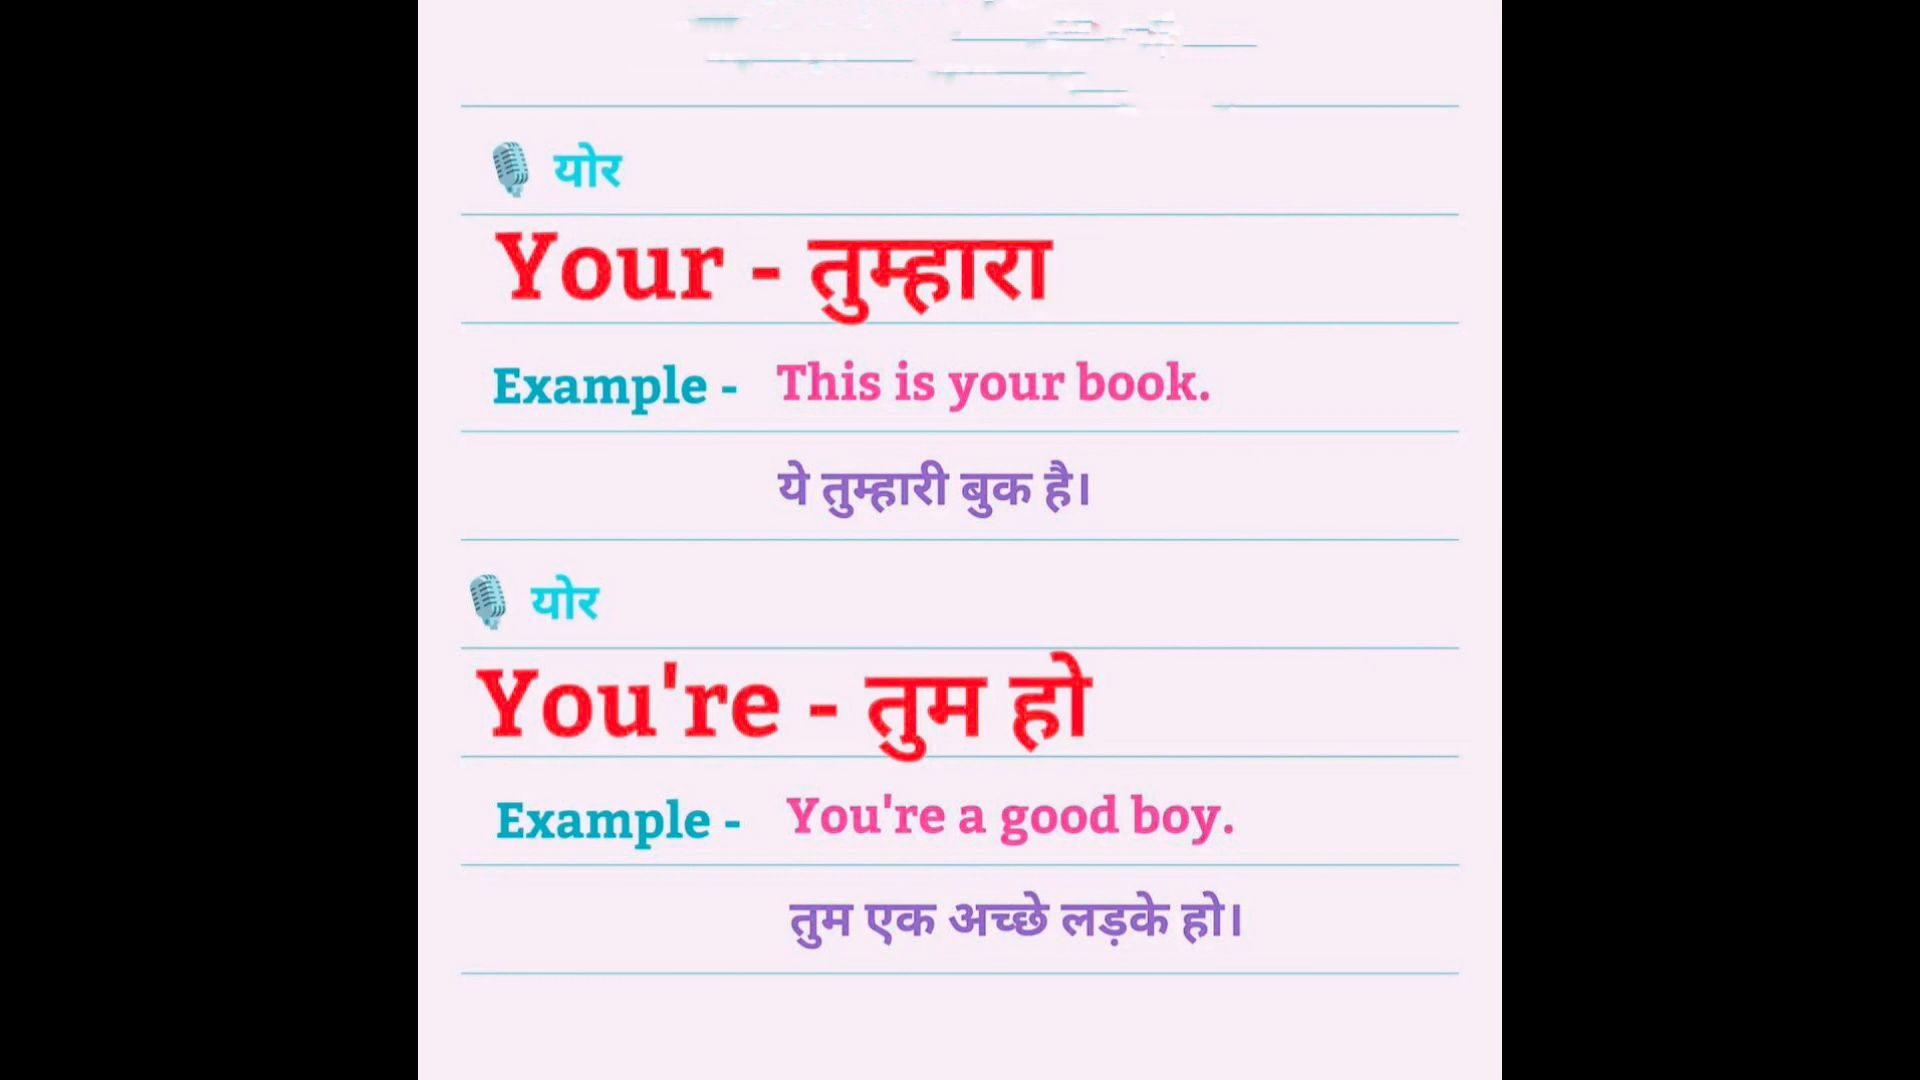 योर
Your - तुम्हारा
Example - This is your book.
ये तुम्हारी बुक है।
योर
You're - तुम हो
Example - You're a good boy.
तुम एक अच्छे लड़के हो।